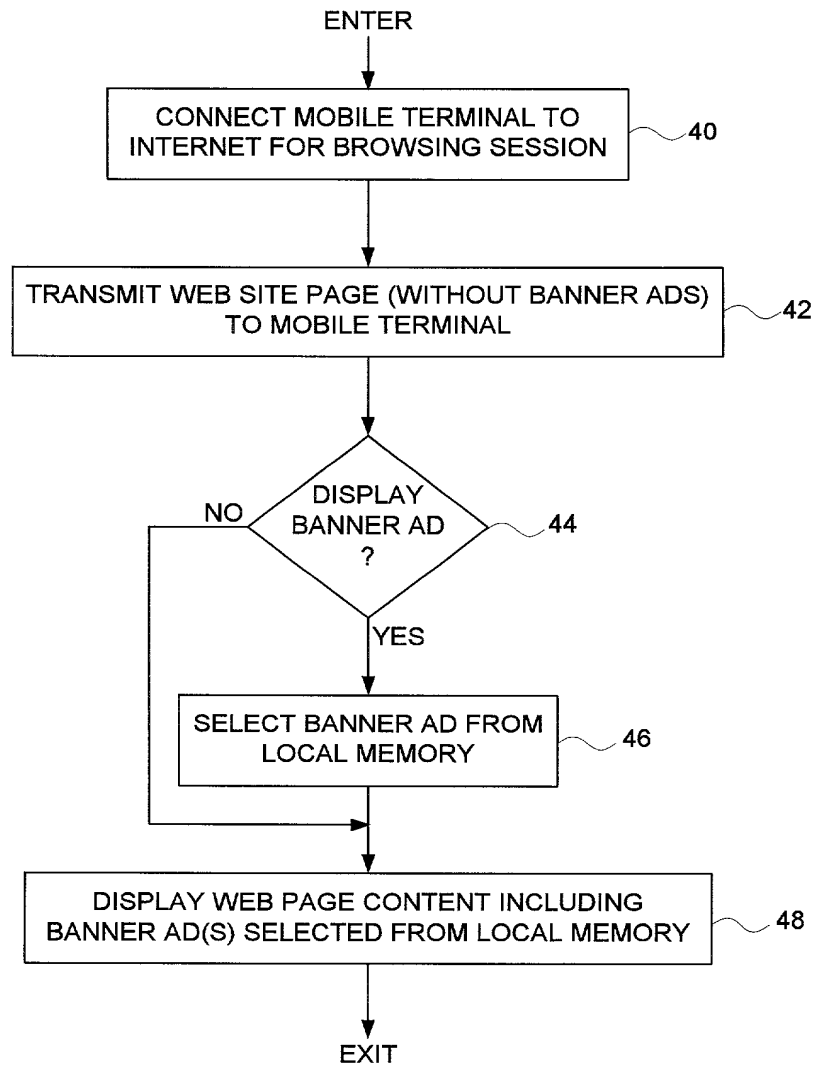 ENTER
CONNECT MOBILE TERMINAL TO
INTERNET FOR BROWSING SESSION
40
TRANSMIT WEB SITE PAGE (WITHOUT BANNER ADS)
TO MOBILE TERMINAL
42
DISPLAY
BANNER AD
?
44
NO
YES
SELECT BANNER AD FROM
LOCAL MEMORY
46
DISPLAY WEB PAGE CONTENT INCLUDING
BANNER AD(S) SELECTED FROM LOCAL MEMORY
48
EXIT